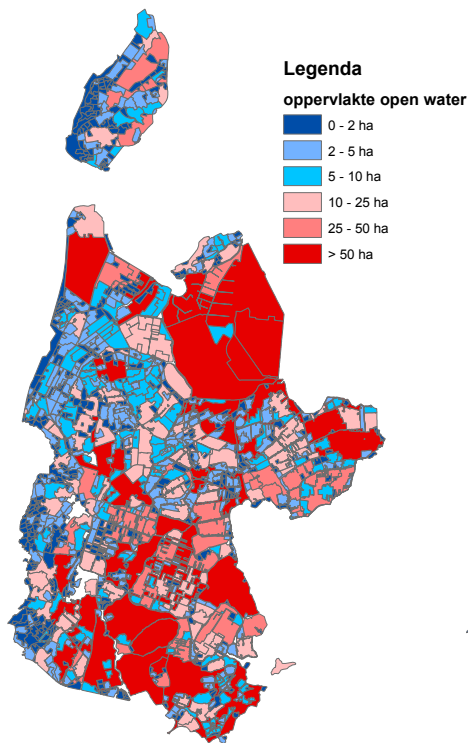 Legenda
oppervlakte open water
0 - 2 ha
2 - 5 ha
5 - 10 ha
10 - 25 ha
25 - 50 ha
> 50 ha